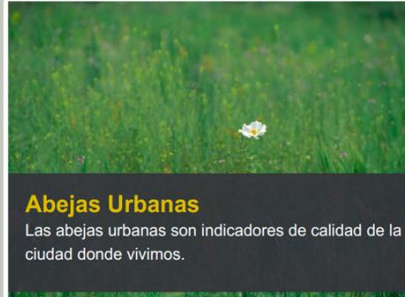 Abejas Urbanas
Las abejas urbanas son indicadores de calidad de la
ciudad donde vivimos.